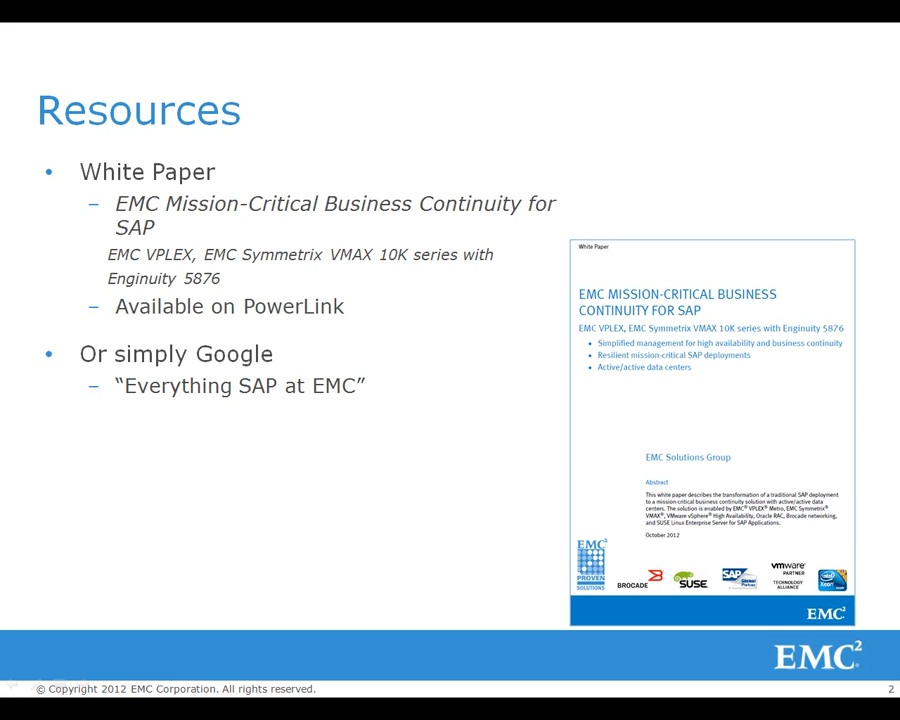 Resources
• White Paper
– EMC Mission-Critical Business Continuity for
SAP
EMC VPLEX, EMC Symmetrix VMAX 10K series with
Enginuity 5876
– Available on PowerLink
• Or simply Google
– “Everything SAP at EMC”
White Paper
EMC MISSION-CRITICAL BUSINESS
CONTINUITY FOR SAP
EMC VPLEX, EMC Symmetrix VMAX 10K series with Enginuity 5876
• Simplified management for high availability and business continuity
• Resilient mission-critical SAP deployments
• Active/active data centers
EMC Solutions Group
Abstract
This white paper describes the transformation of a traditional SAP deployment
to a mission-critical business continuity solution with active/active data
centers. The solution is enabled by EMC® VPLEX® Metro, EMC Symmetrix®
VMAX®, VMware vSphere® High Availability, Oracle RAC, Brocade networking,
and SUSE Linux Enterprise Server for SAP Applications.
October 2012
EMC²
PROVEN
SOLUTIONS
BROCADE
SUSE
SAP
Global
Partner
vmware
PARTNER
TECHNOLOGY
ALLIANCE
intel
Xeon
EMC²
EMC²
© Copyright 2012 EMC Corporation. All rights reserved.
2